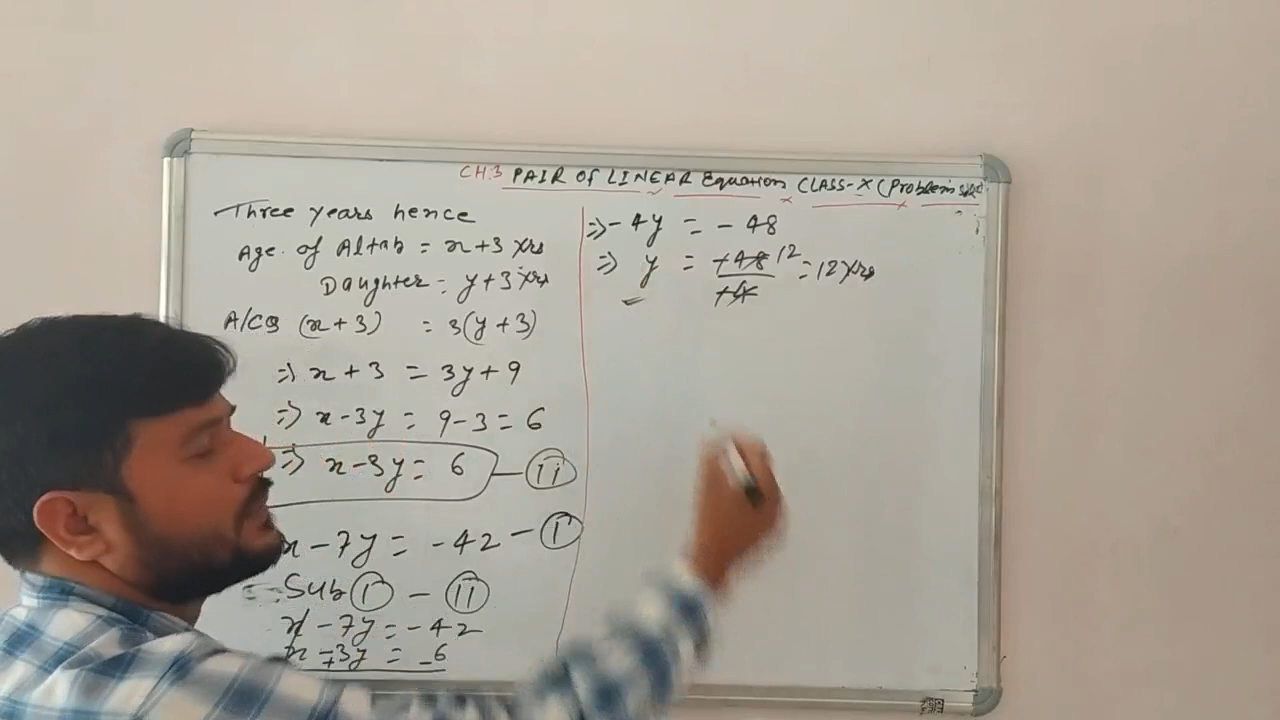 CH.3 PAIR OF LINEAR Equation CLASS-X (Problem
Three years hence
Age of Altab = x+3 Yrs
Daughter = y+3 Yrs
A/CQ (x+3) = 3(y+3)
=> x + 3 = 3y+9
=> x-3y = 9-3 = 6
=> x-3y = 6 — II
x-7y = -42 - I
Sub I - II
x -7y = -42
x -3y = 6
+ -
=> -4y = -48
=> y = -48/-4 12 = 12 Yrs